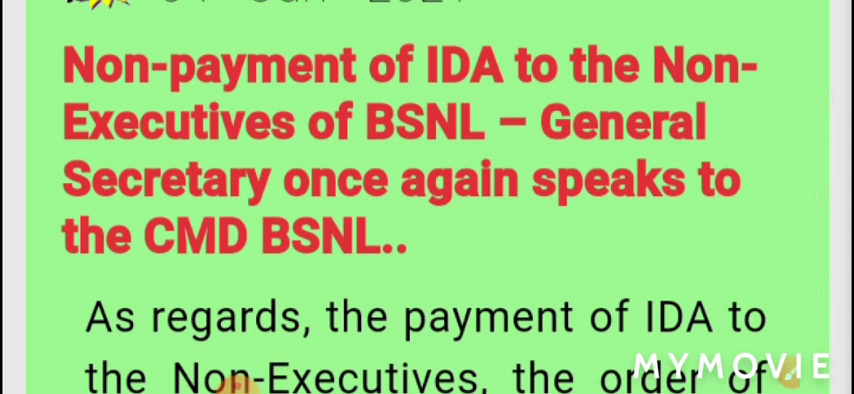 Non-payment of IDA to the Non-
Executives of BSNL – General
Secretary once again speaks to
the CMD BSNL..
As regards, the payment of IDA to
the Non-Executives, the order of
MYMOVIE